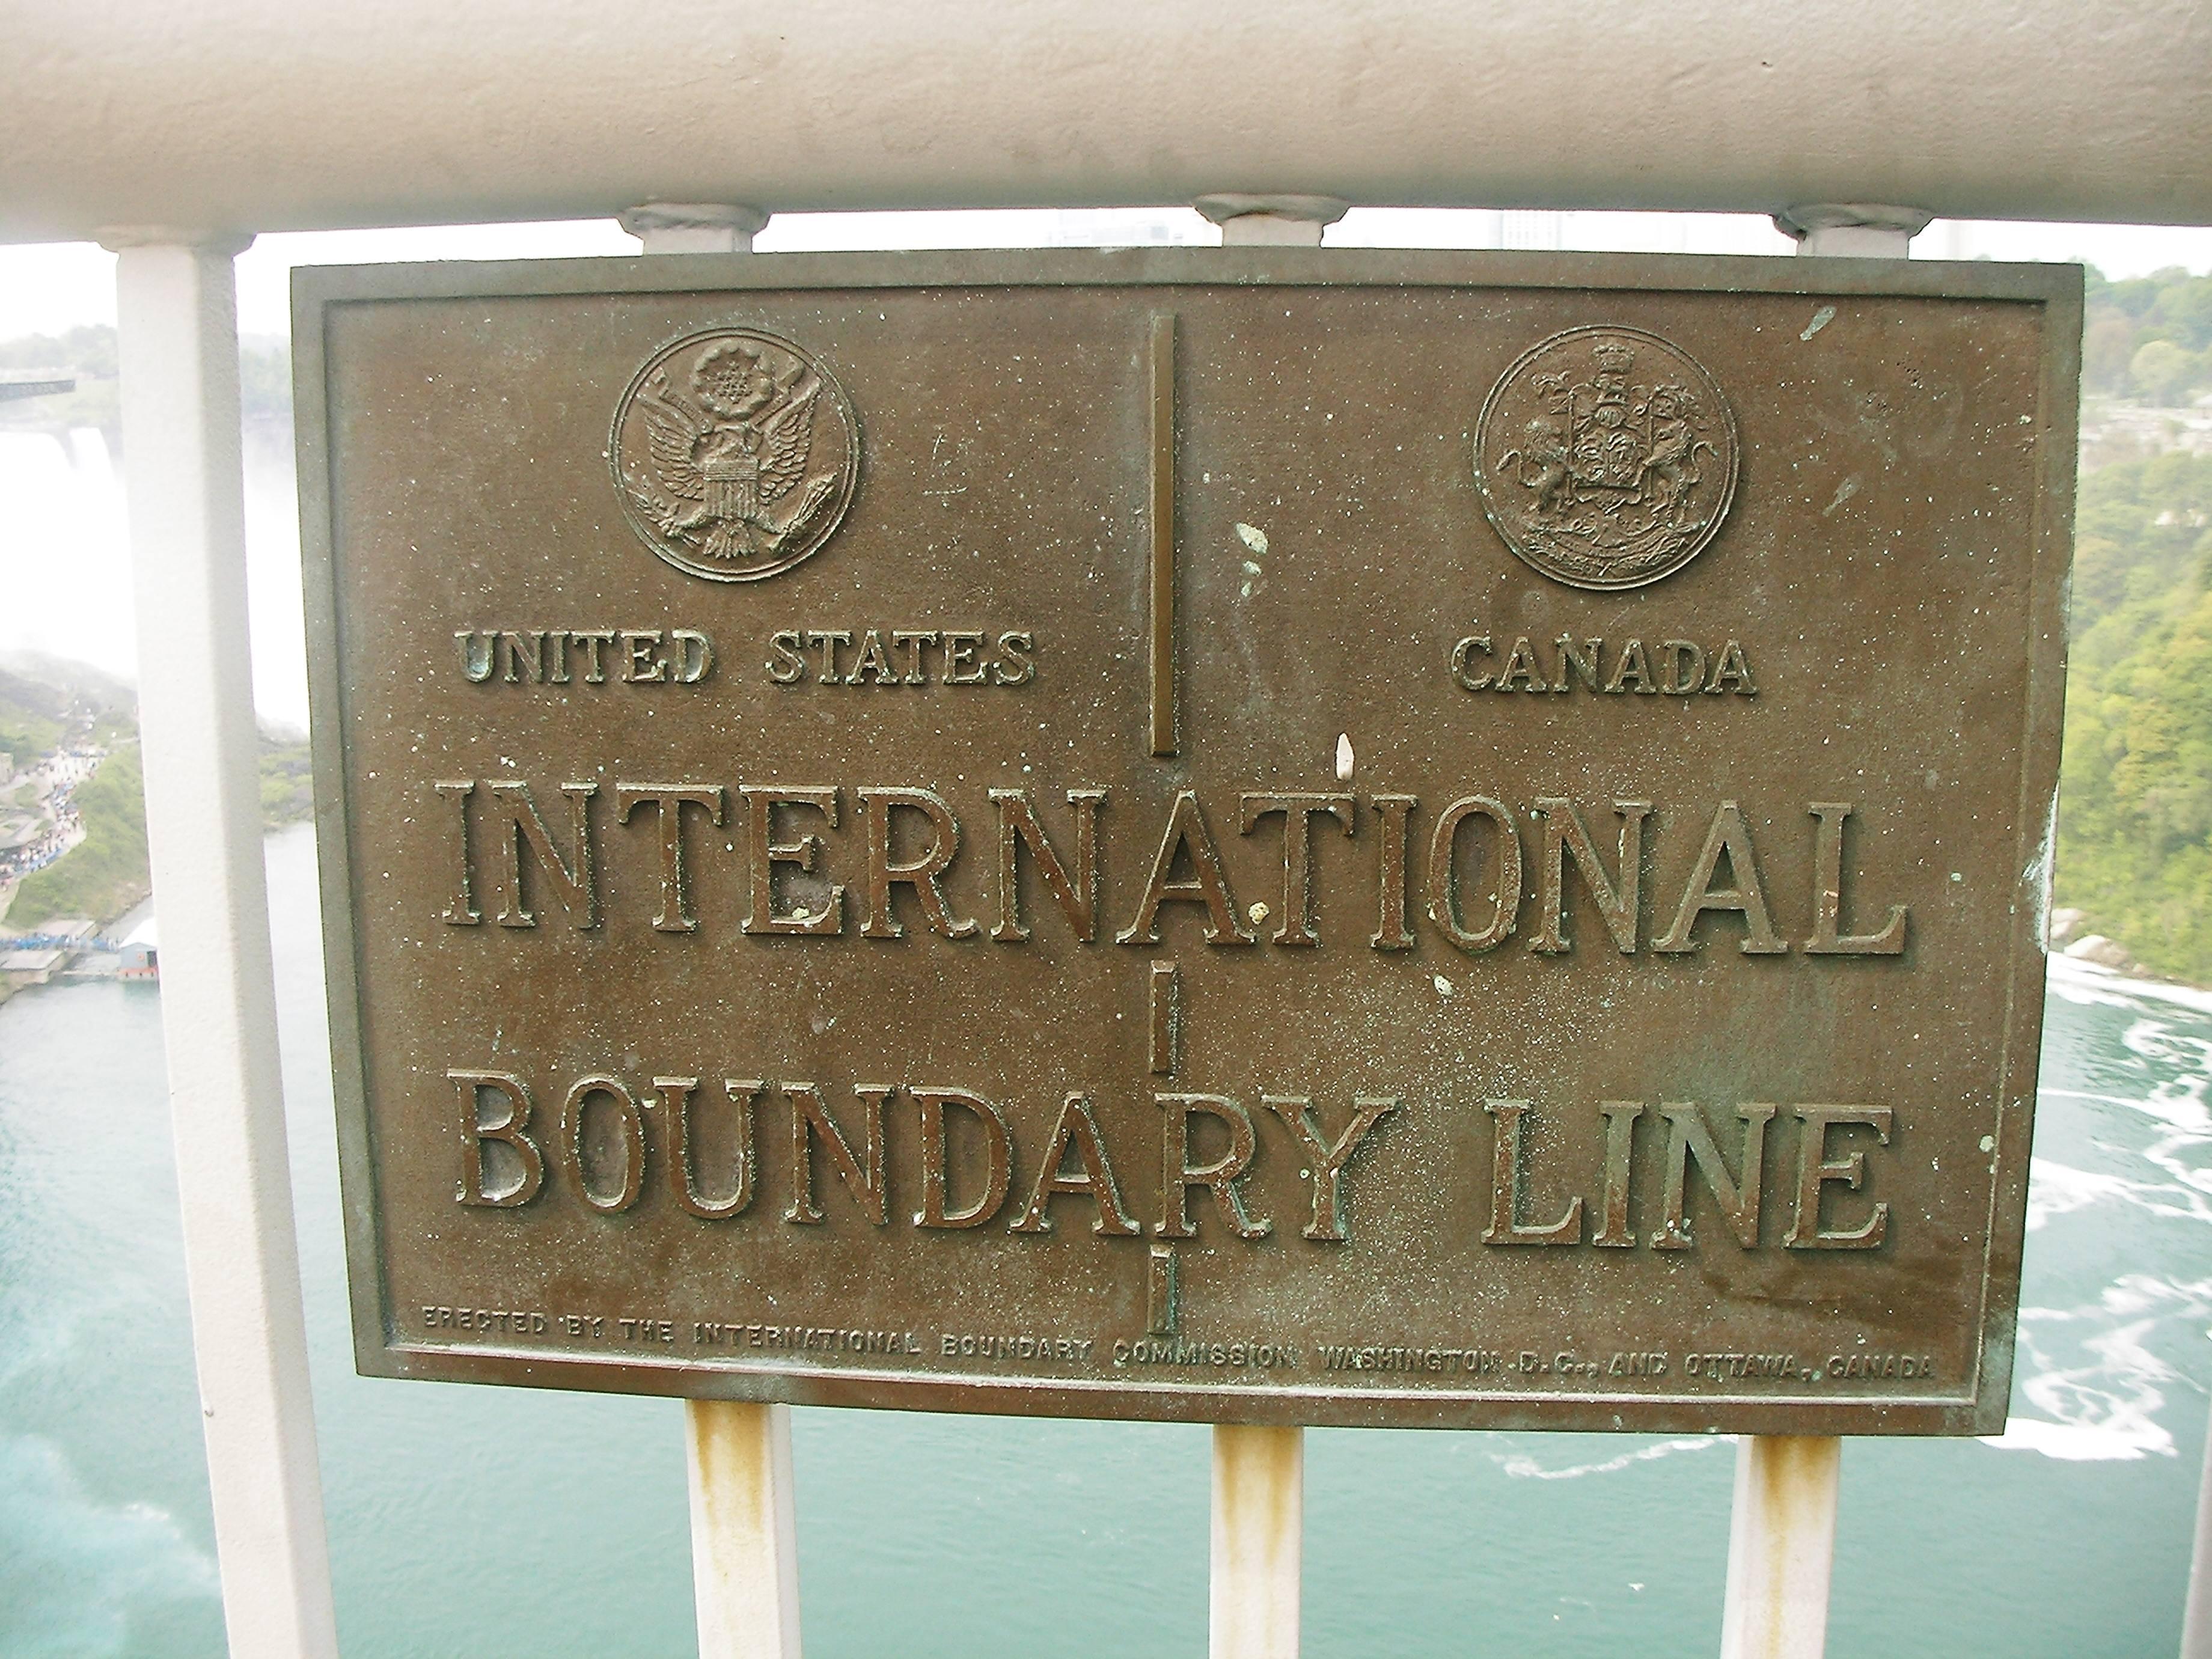 UNITED STATES
CANADA
INTERNATIONAL
BOUNDARY LINE
ERECTED BY THE INTERNATIONAL BOUNDARY COMMISSION WASHINGTON D.C., AND OTTAWA, CANADA